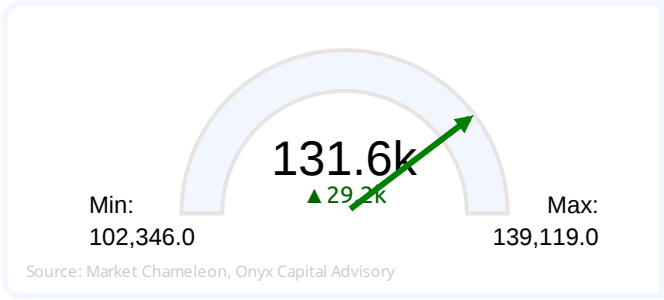 131.6k
▲29.2k
Min:
102,346.0
Max:
139,119.0
Source: Market Chameleon, Onyx Capital Advisory